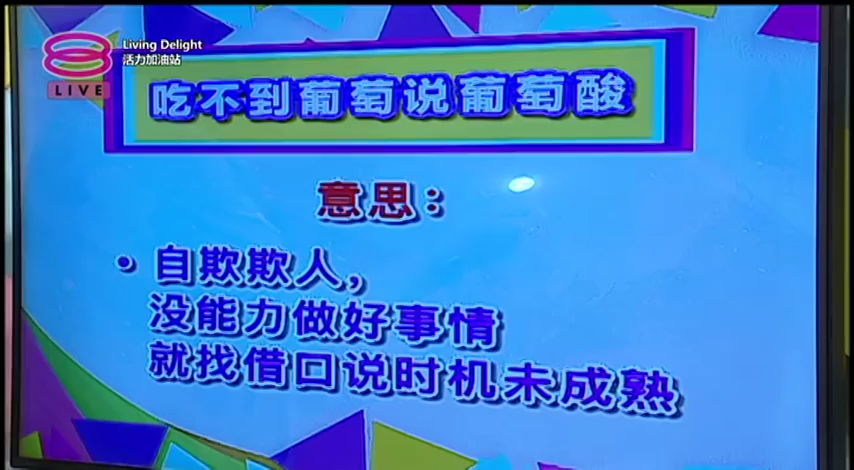 Living Delight
活力加油站
LIVE
吃不到葡萄说葡萄酸
意思：
• 自欺欺人，
没能力做好事情
就找借口说时机未成熟